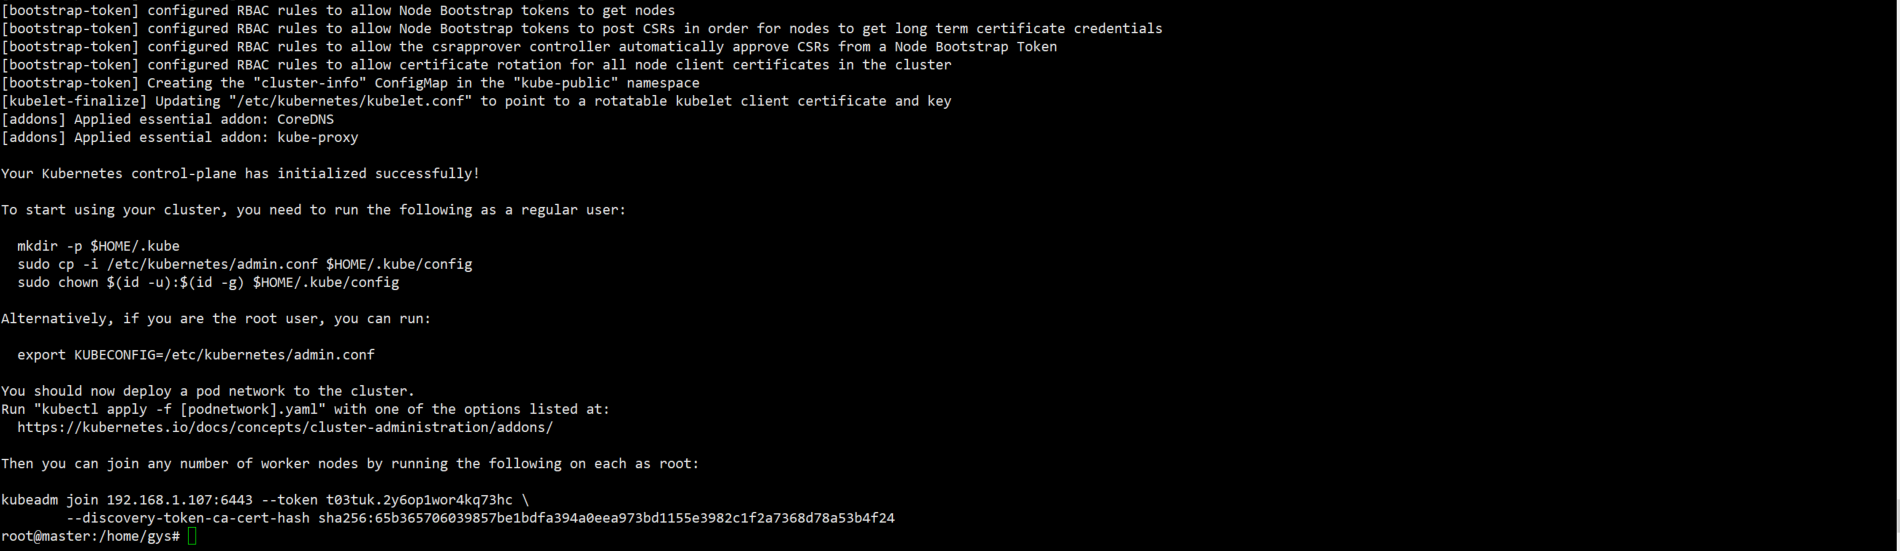 [bootstrap-token] configured RBAC rules to allow Node Bootstrap tokens to get nodes
[bootstrap-token] configured RBAC rules to allow Node Bootstrap tokens to post CSRs in order for nodes to get long term certificate credentials
[bootstrap-token] configured RBAC rules to allow the csrapprover controller automatically approve CSRs from a Node Bootstrap Token
[bootstrap-token] configured RBAC rules to allow certificate rotation for all node client certificates in the cluster
[bootstrap-token] Creating the "cluster-info" ConfigMap in the "kube-public" namespace
[kubelet-finalize] Updating "/etc/kubernetes/kubelet.conf" to point to a rotatable kubelet client certificate and key
[addons] Applied essential addon: CoreDNS
[addons] Applied essential addon: kube-proxy
Your Kubernetes control-plane has initialized successfully!
To start using your cluster, you need to run the following as a regular user:
mkdir -p $HOME/.kube
sudo cp -i /etc/kubernetes/admin.conf $HOME/.kube/config
sudo chown $(id -u):$(id -g) $HOME/.kube/config
Alternatively, if you are the root user, you can run:
export KUBECONFIG=/etc/kubernetes/admin.conf
You should now deploy a pod network to the cluster.
Run "kubectl apply -f [podnetwork].yaml" with one of the options listed at:
https://kubernetes.io/docs/concepts/cluster-administration/addons/
Then you can join any number of worker nodes by running the following on each as root:
kubeadm join 192.168.1.107:6443 --token t03tuk.2y6op1wor4kq73hc \
--discovery-token-ca-cert-hash sha256:65b365706039857be1bdfa394a0eea973bd1155e3982c1f2a7368d78a53b4f24
root@master:/home/gys#